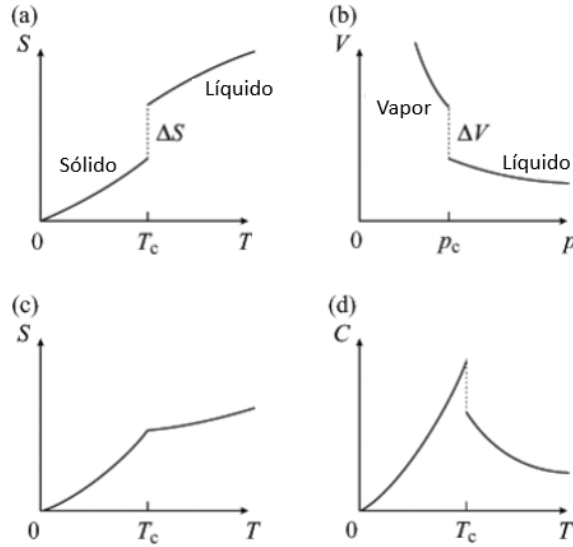 (a)
S
Líquido
ΔS
Sólido
0
T_c
T
(b)
V
Vapor
ΔV
Líquido
0
p_c
p
(c)
S
0
T_c
T
(d)
C
0
T_c
T